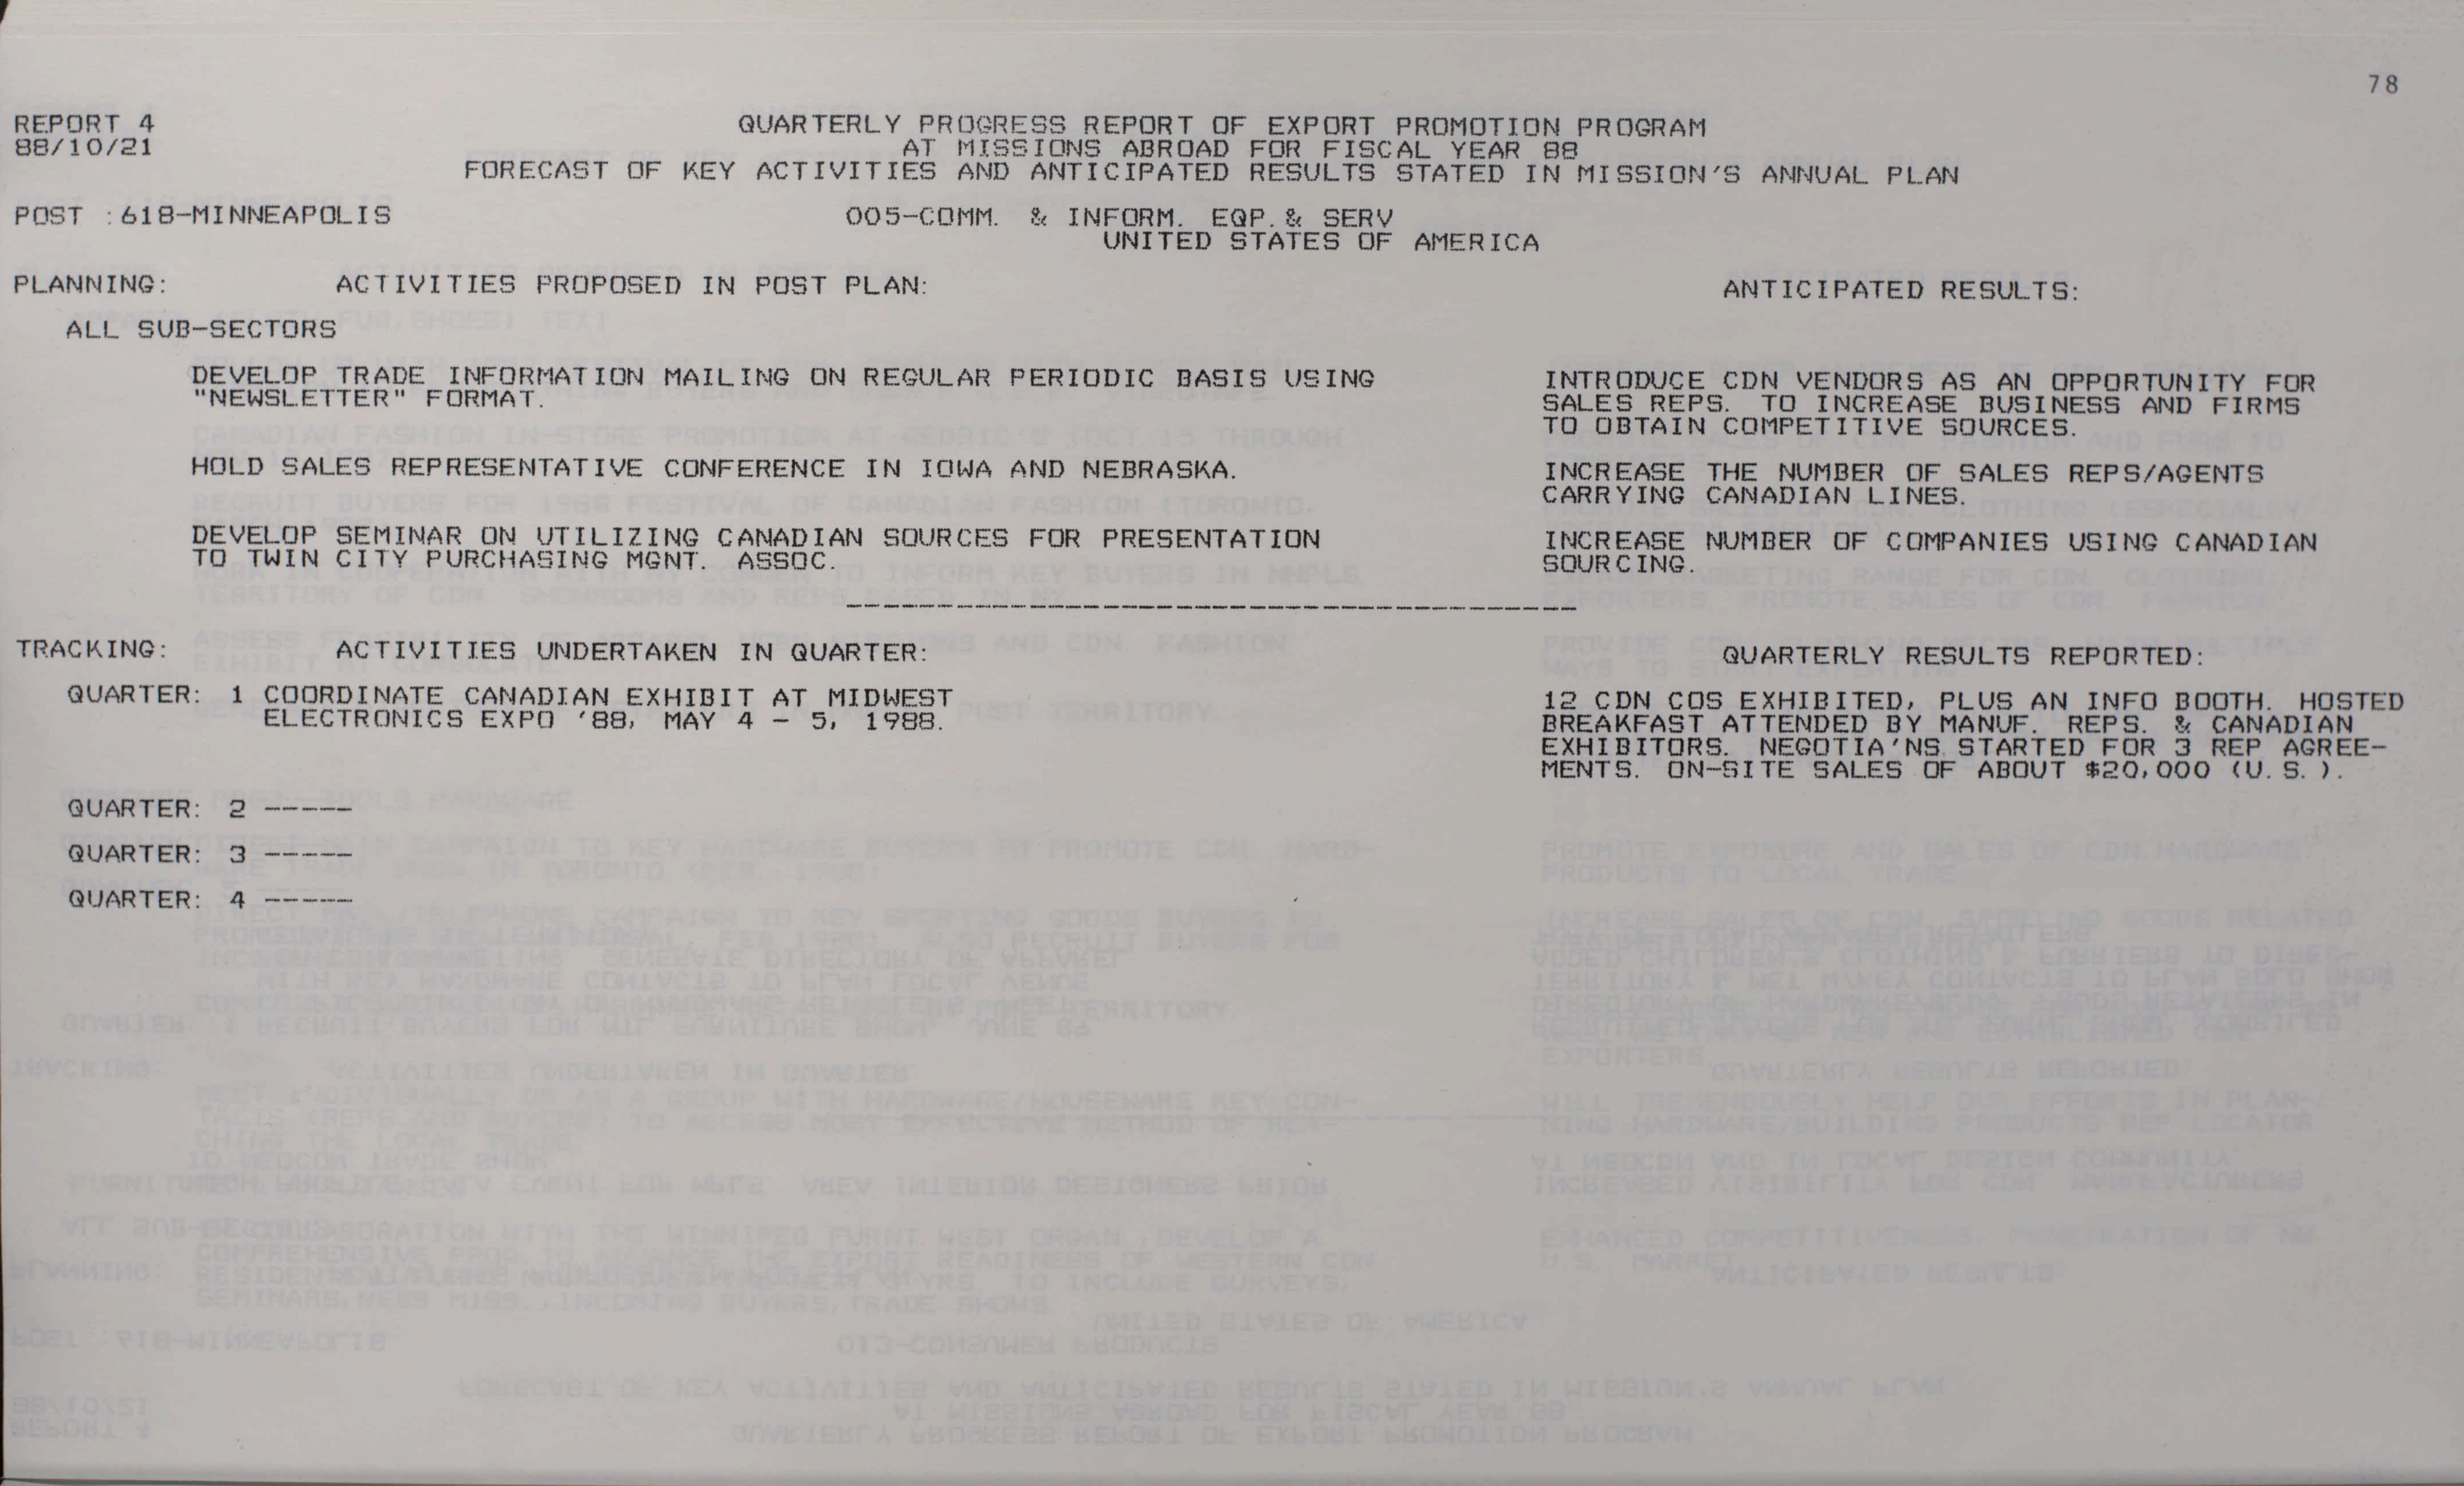 78
REPORT 4
88/10/21
QUARTERLY PROGRESS REPORT OF EXPORT PROMOTION PROGRAM
AT MISSIONS ABROAD FOR FISCAL YEAR 88
FORECAST OF KEY ACTIVITIES AND ANTICIPATED RESULTS STATED IN MISSION'S ANNUAL PLAN
POST :618-MINNEAPOLIS
005-COMM. & INFORM. EQP.& SERV
UNITED STATES OF AMERICA
PLANNING: ACTIVITIES PROPOSED IN POST PLAN:
ANTICIPATED RESULTS:
ALL SUB-SECTORS
DEVELOP TRADE INFORMATION MAILING ON REGULAR PERIODIC BASIS USING
"NEWSLETTER" FORMAT.
INTRODUCE CDN VENDORS AS AN OPPORTUNITY FOR
SALES REPS. TO INCREASE BUSINESS AND FIRMS
TO OBTAIN COMPETITIVE SOURCES.
HOLD SALES REPRESENTATIVE CONFERENCE IN IOWA AND NEBRASKA.
INCREASE THE NUMBER OF SALES REPS/AGENTS
CARRYING CANADIAN LINES.
DEVELOP SEMINAR ON UTILIZING CANADIAN SOURCES FOR PRESENTATION
TO TWIN CITY PURCHASING MGNT. ASSOC.
INCREASE NUMBER OF COMPANIES USING CANADIAN
SOURCING.
TRACKING: ACTIVITIES UNDERTAKEN IN QUARTER:
QUARTERLY RESULTS REPORTED:
QUARTER: 1 COORDINATE CANADIAN EXHIBIT AT MIDWEST
ELECTRONICS EXPO '88, MAY 4 - 5, 1988.
12 CDN COS EXHIBITED, PLUS AN INFO BOOTH. HOSTED
BREAKFAST ATTENDED BY MANUF. REPS. & CANADIAN
EXHIBITORS. NEGOTIA'NS STARTED FOR 3 REP AGREE-
MENTS. ON-SITE SALES OF ABOUT $20,000 (U.S.).
QUARTER: 2 -----
QUARTER: 3 -----
QUARTER: 4 -----